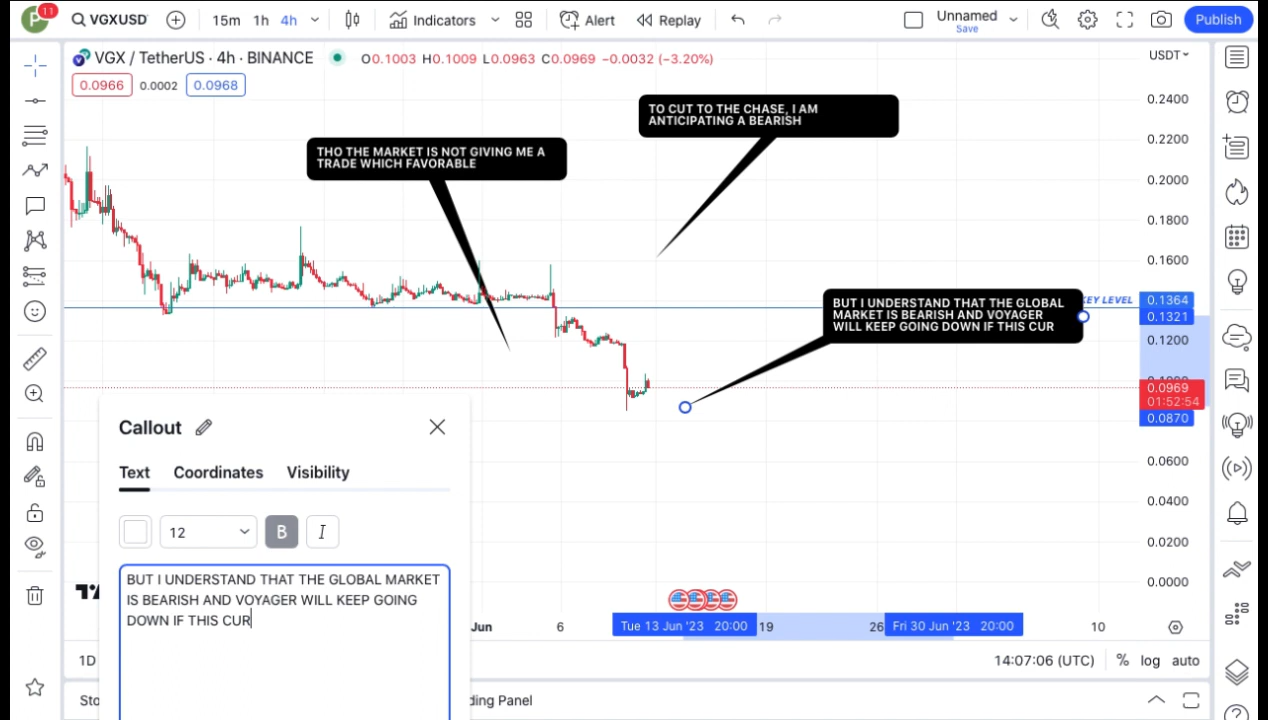 P 11 VGXUSD 15m 1h 4h Indicators Alert Replay Unnamed Save Publish
VGX / TetherUS · 4h · BINANCE O0.1003 H0.1009 L0.0963 C0.0969 −0.0032 (−3.20%) USDT
0.0966 0.0002 0.0968
0.2400
TO CUT TO THE CHASE, I AM
ANTICIPATING A BEARISH
0.2200
THO THE MARKET IS NOT GIVING ME A
TRADE WHICH FAVORABLE
0.2000
0.1800
0.1600
BUT I UNDERSTAND THAT THE GLOBAL
MARKET IS BEARISH AND VOYAGER
WILL KEEP GOING DOWN IF THIS CUR
KEY LEVEL 0.1364
0.1321
0.1200
0.0969
01:52:54
0.0870
0.0600
0.0400
0.0200
0.0000
Callout
Text Coordinates Visibility
12 B I
BUT I UNDERSTAND THAT THE GLOBAL MARKET
IS BEARISH AND VOYAGER WILL KEEP GOING
DOWN IF THIS CUR
Jun 6 Tue 13 Jun '23 20:00 19 26 Fri 30 Jun '23 20:00 10
1D 14:07:06 (UTC) % log auto
Sto ding Panel